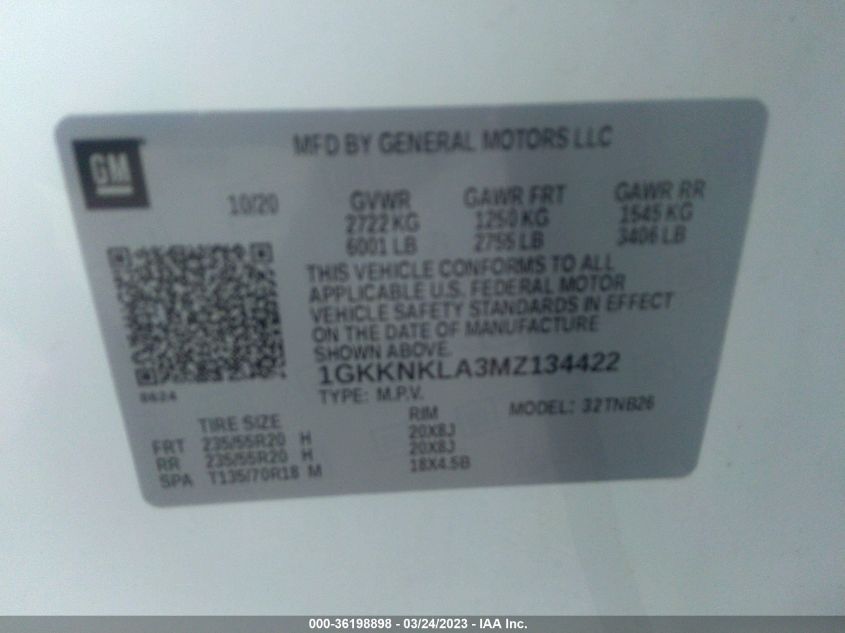 GM
MFD BY GENERAL MOTORS LLC
10/20
GVWR
2722 KG
6001 LB
GAWR FRT
1250 KG
2755 LB
GAWR RR
1545 KG
3406 LB
THIS VEHICLE CONFORMS TO ALL
APPLICABLE U.S. FEDERAL MOTOR
VEHICLE SAFETY STANDARDS IN EFFECT
ON THE DATE OF MANUFACTURE
SHOWN ABOVE.
1GKKNKLA3MZ134422
TYPE: M.P.V.
MODEL: 32TNB26
TIRE SIZE RIM
FRT 235/55R20 H 20X8J
RR 235/55R20 H 20X8J
SPA T135/70R18 M 18X4.5B
000-36198898 - 03/24/2023 - IAA Inc.